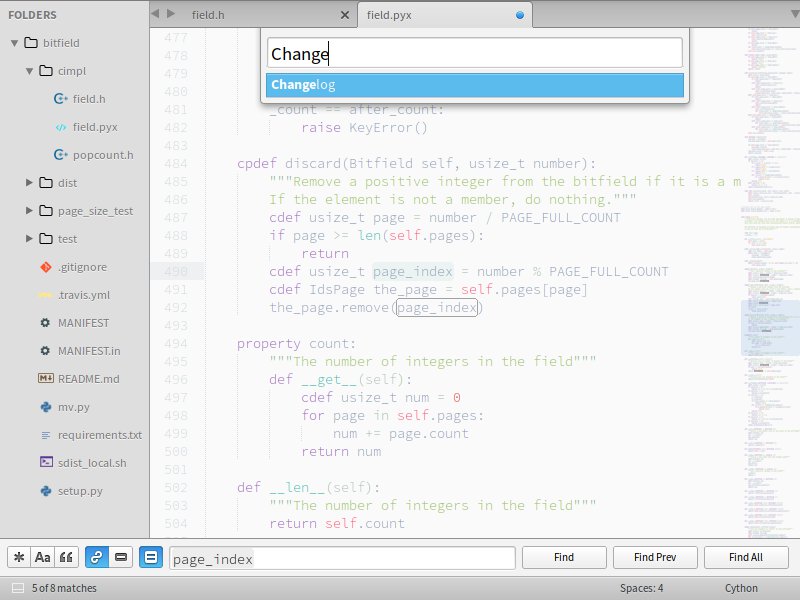 FOLDERS
bitfield
cimpl
field.h
field.pyx
popcount.h
dist
page_size_test
test
.gitignore
.travis.yml
MANIFEST
MANIFEST.in
README.md
mv.py
requirements.txt
sdist_local.sh
setup.py
field.h
field.pyx
Change
Changelog
477
478
479
480
481 _count == after_count:
482 raise KeyError()
483
484 cpdef discard(Bitfield self, usize_t number):
485 """Remove a positive integer from the bitfield if it is a m
486 If the element is not a member, do nothing."""
487 cdef usize_t page = number / PAGE_FULL_COUNT
488 if page >= len(self.pages):
489 return
490 cdef usize_t page_index = number % PAGE_FULL_COUNT
491 cdef IdsPage the_page = self.pages[page]
492 the_page.remove(page_index)
493
494 property count:
495 """The number of integers in the field"""
496 def __get__(self):
497 cdef usize_t num = 0
498 for page in self.pages:
499 num += page.count
500 return num
501
502 def __len__(self):
503 """The number of integers in the field"""
504 return self.count
Aa
page_index
Find
Find Prev
Find All
5 of 8 matches
Spaces: 4
Cython